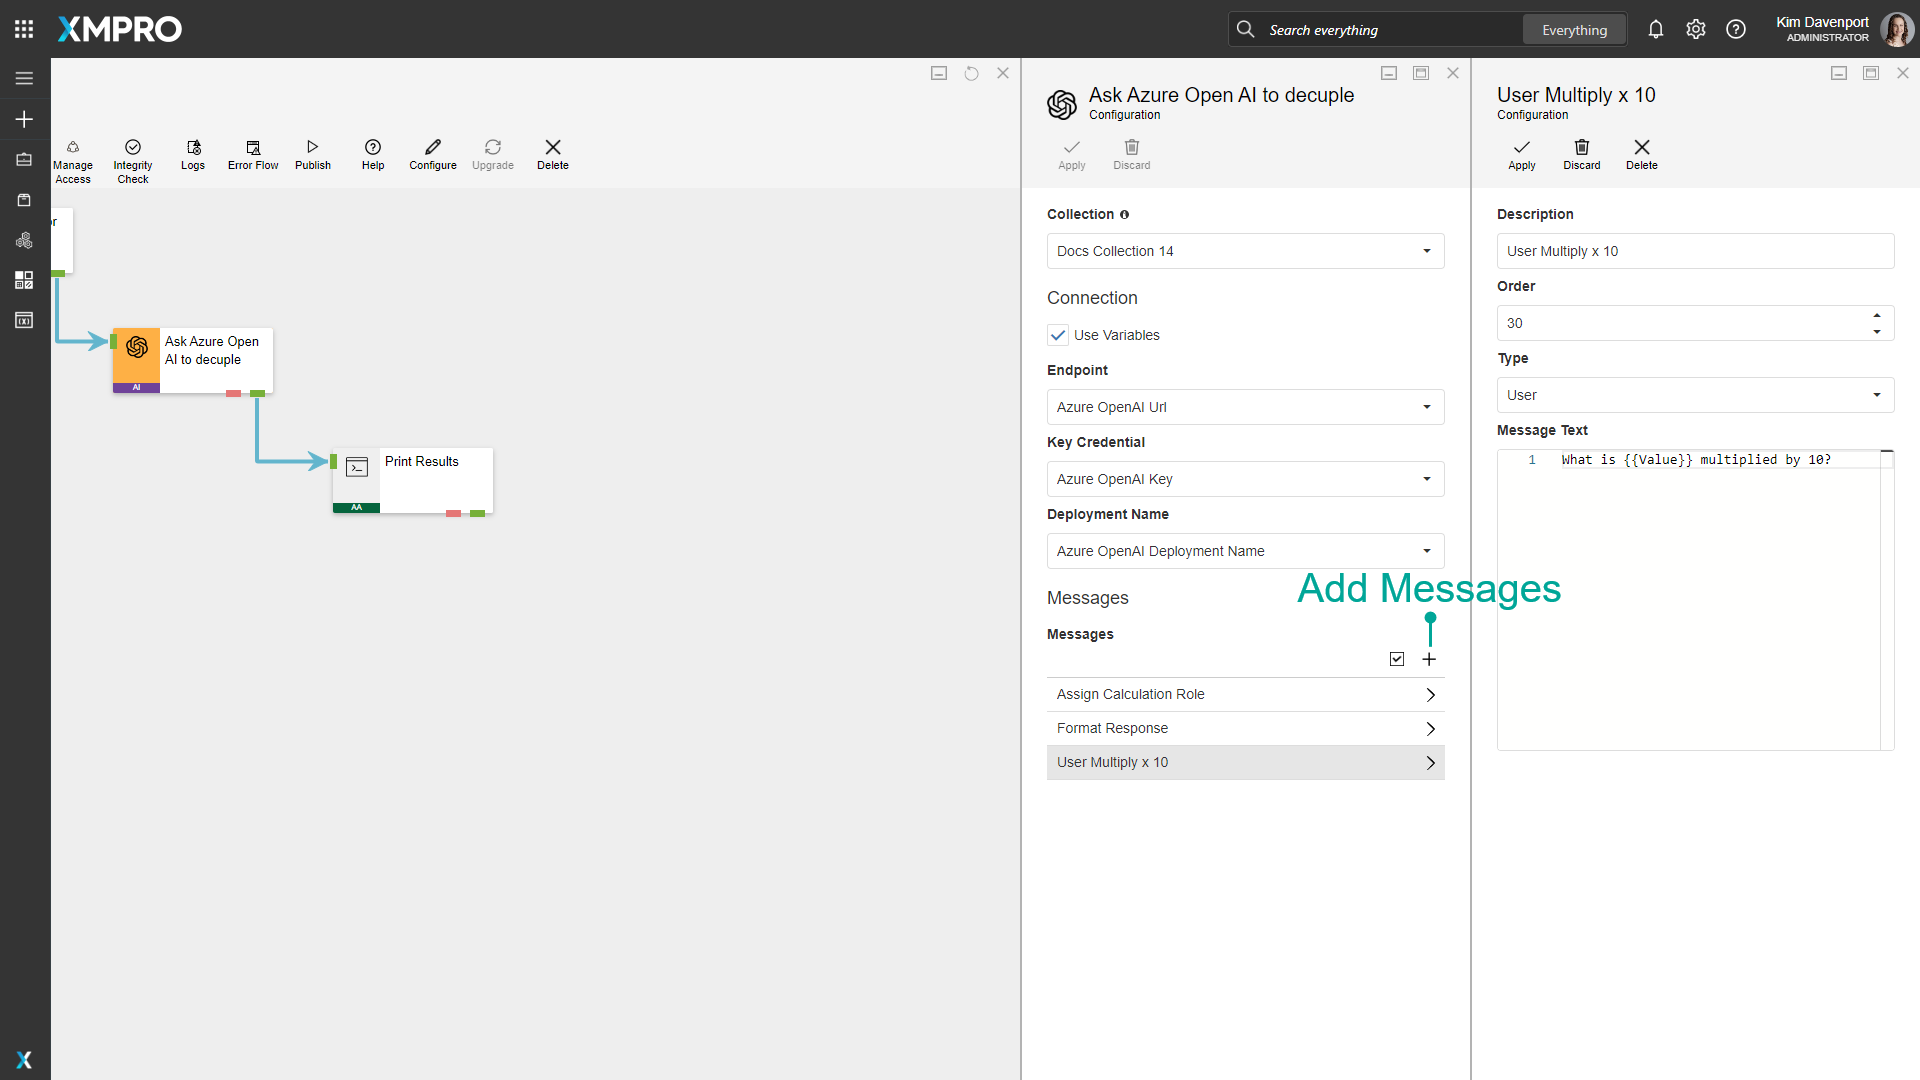 XMPRO
Search everything
Everything
Kim Davenport
ADMINISTRATOR
Manage
Access
Integrity
Check
Logs
Error Flow
Publish
Help
Configure
Upgrade
Delete
or
Ask Azure Open
AI to decuple
AI
Print Results
AA
Ask Azure Open AI to decuple
Configuration
Apply
Discard
Collection
Docs Collection 14
Connection
Use Variables
Endpoint
Azure OpenAI Url
Key Credential
Azure OpenAI Key
Deployment Name
Azure OpenAI Deployment Name
Messages
Add Messages
Messages
Assign Calculation Role
Format Response
User Multiply x 10
User Multiply x 10
Configuration
Apply
Discard
Delete
Description
User Multiply x 10
Order
30
Type
User
Message Text
1 What is {{Value}} multiplied by 10?